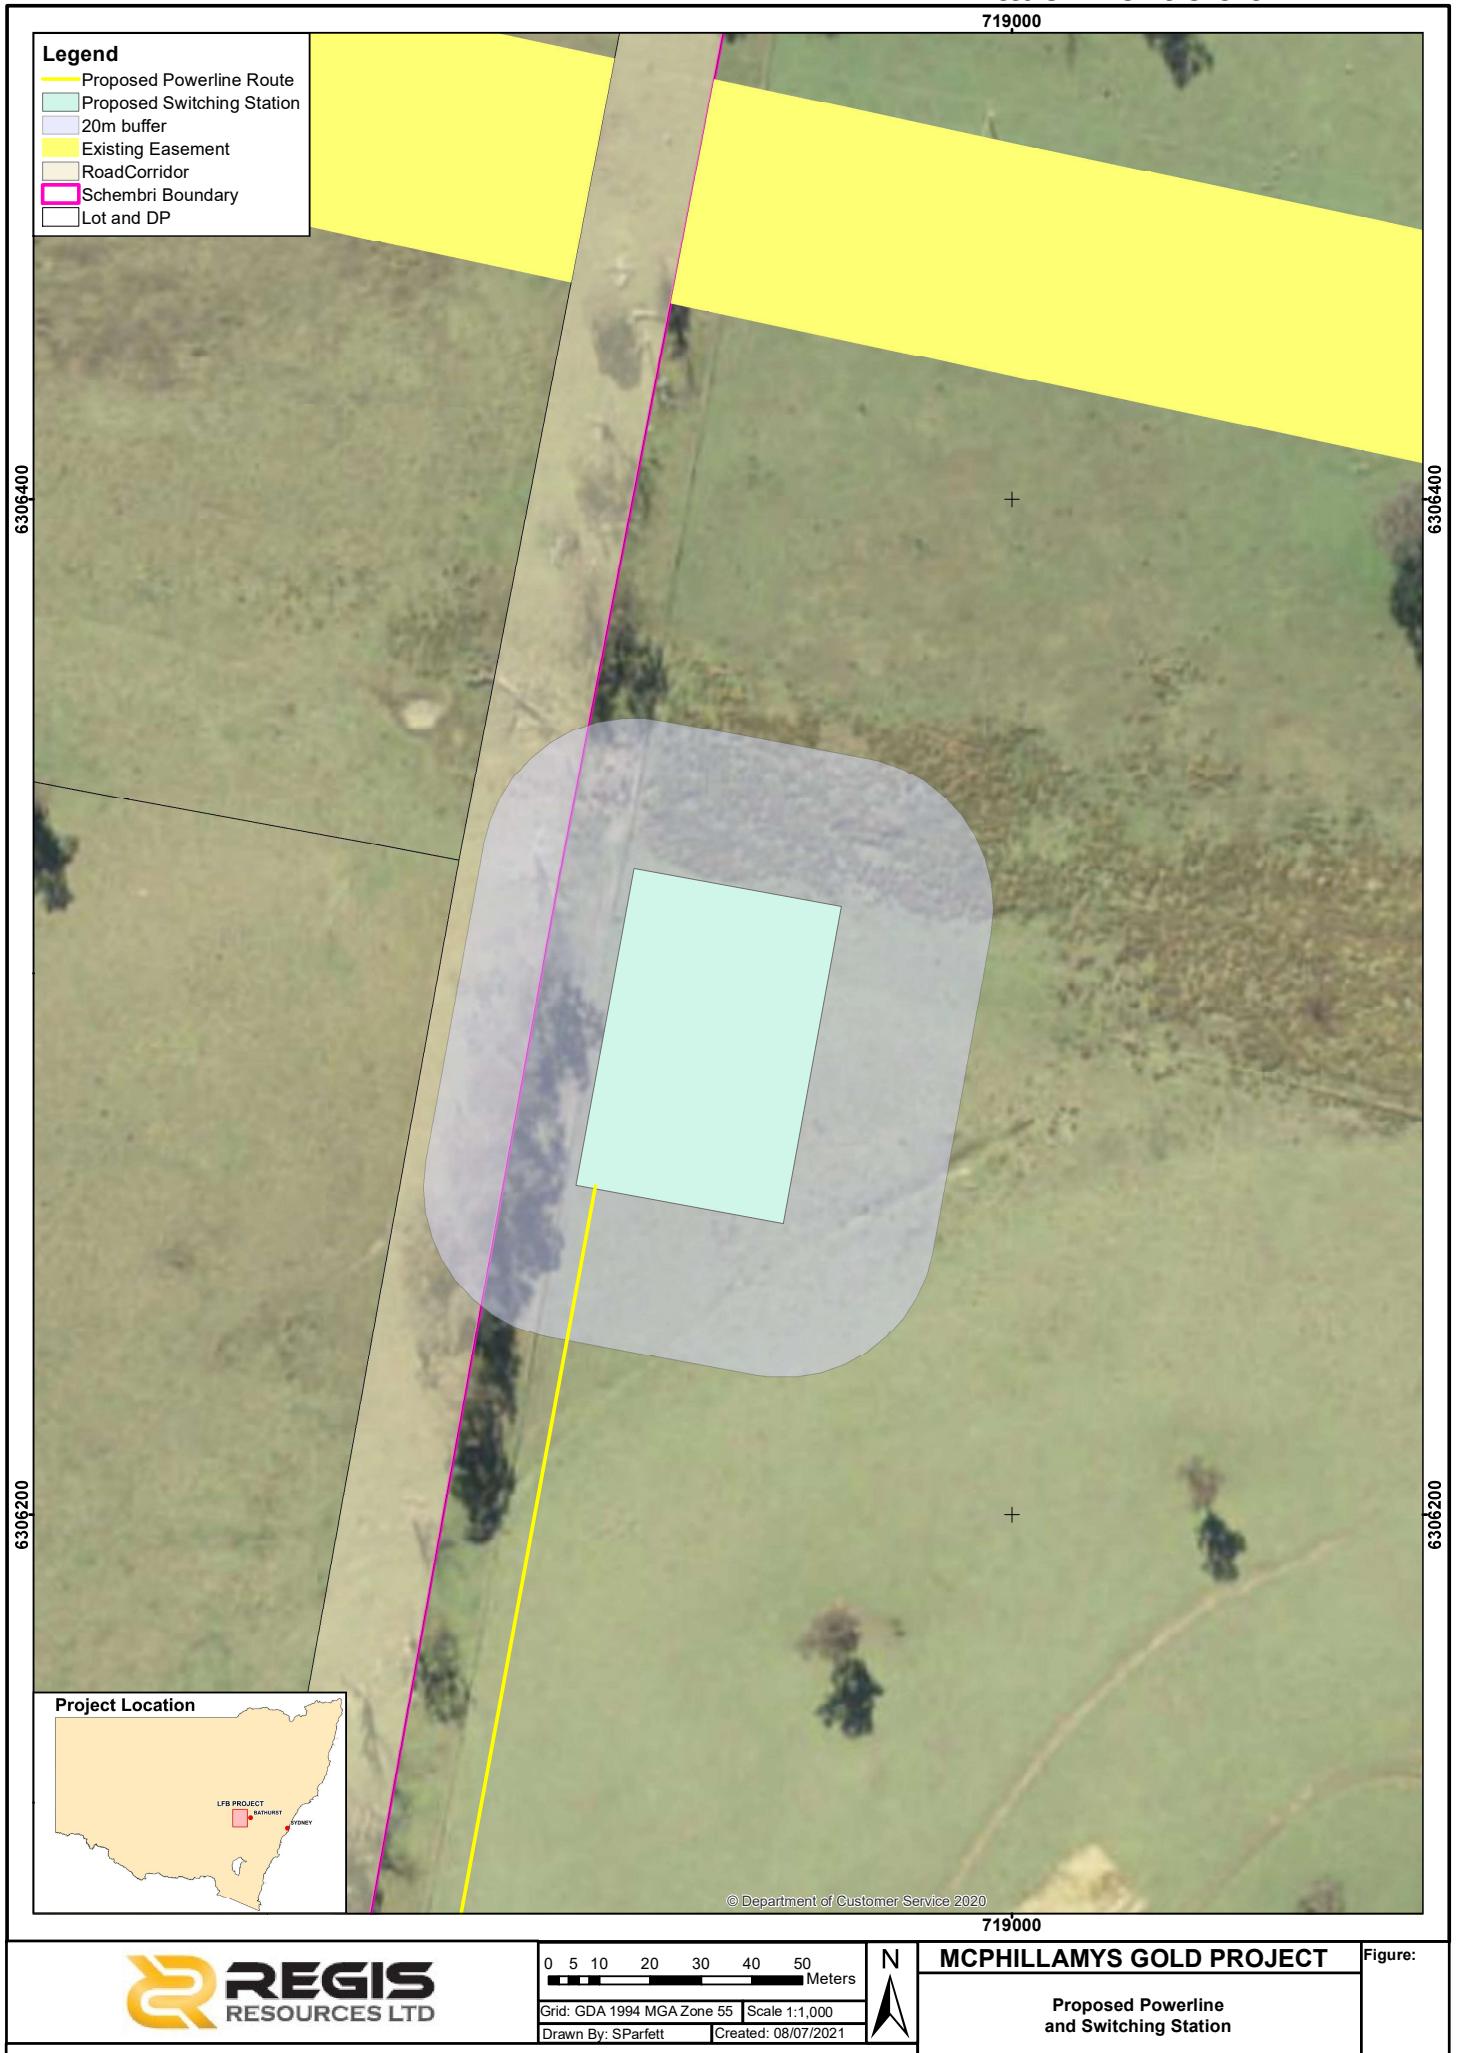 719000
Legend
Proposed Powerline Route
Proposed Switching Station
20m buffer
Existing Easement
RoadCorridor
Schembri Boundary
Lot and DP
6306400
6306400
6306200
6306200
Project Location
LFB PROJECT
BATHURST
SYDNEY
© Department of Customer Service 2020
719000
REGIS
RESOURCES LTD
0 5 10 20 30 40 50
Meters
Grid: GDA 1994 MGA Zone 55
Scale 1:1,000
Drawn By: SParfett
Created: 08/07/2021
N
MCPHILLAMYS GOLD PROJECT
Proposed Powerline
and Switching Station
Figure: